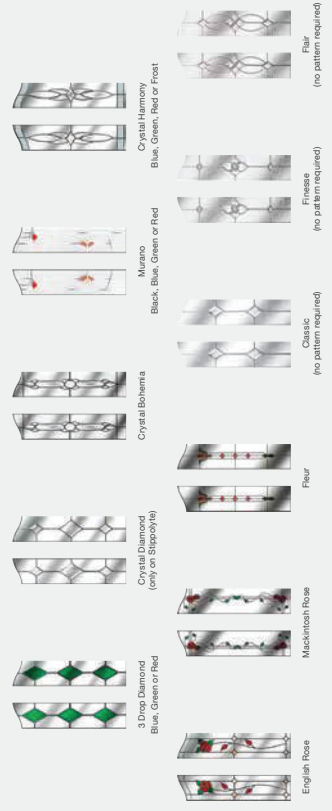 3 Drop Diamond
Blue, Green or Red
Crystal Diamond
(only on Stippolyte)
Crystal Bohemia
Murano
Black, Blue, Green or Red
Crystal Harmony
Blue, Green, Red or Frost
English Rose
Mackintosh Rose
Fleur
Classic
(no pattern required)
Finesse
(no pattern required)
Flair
(no pattern required)